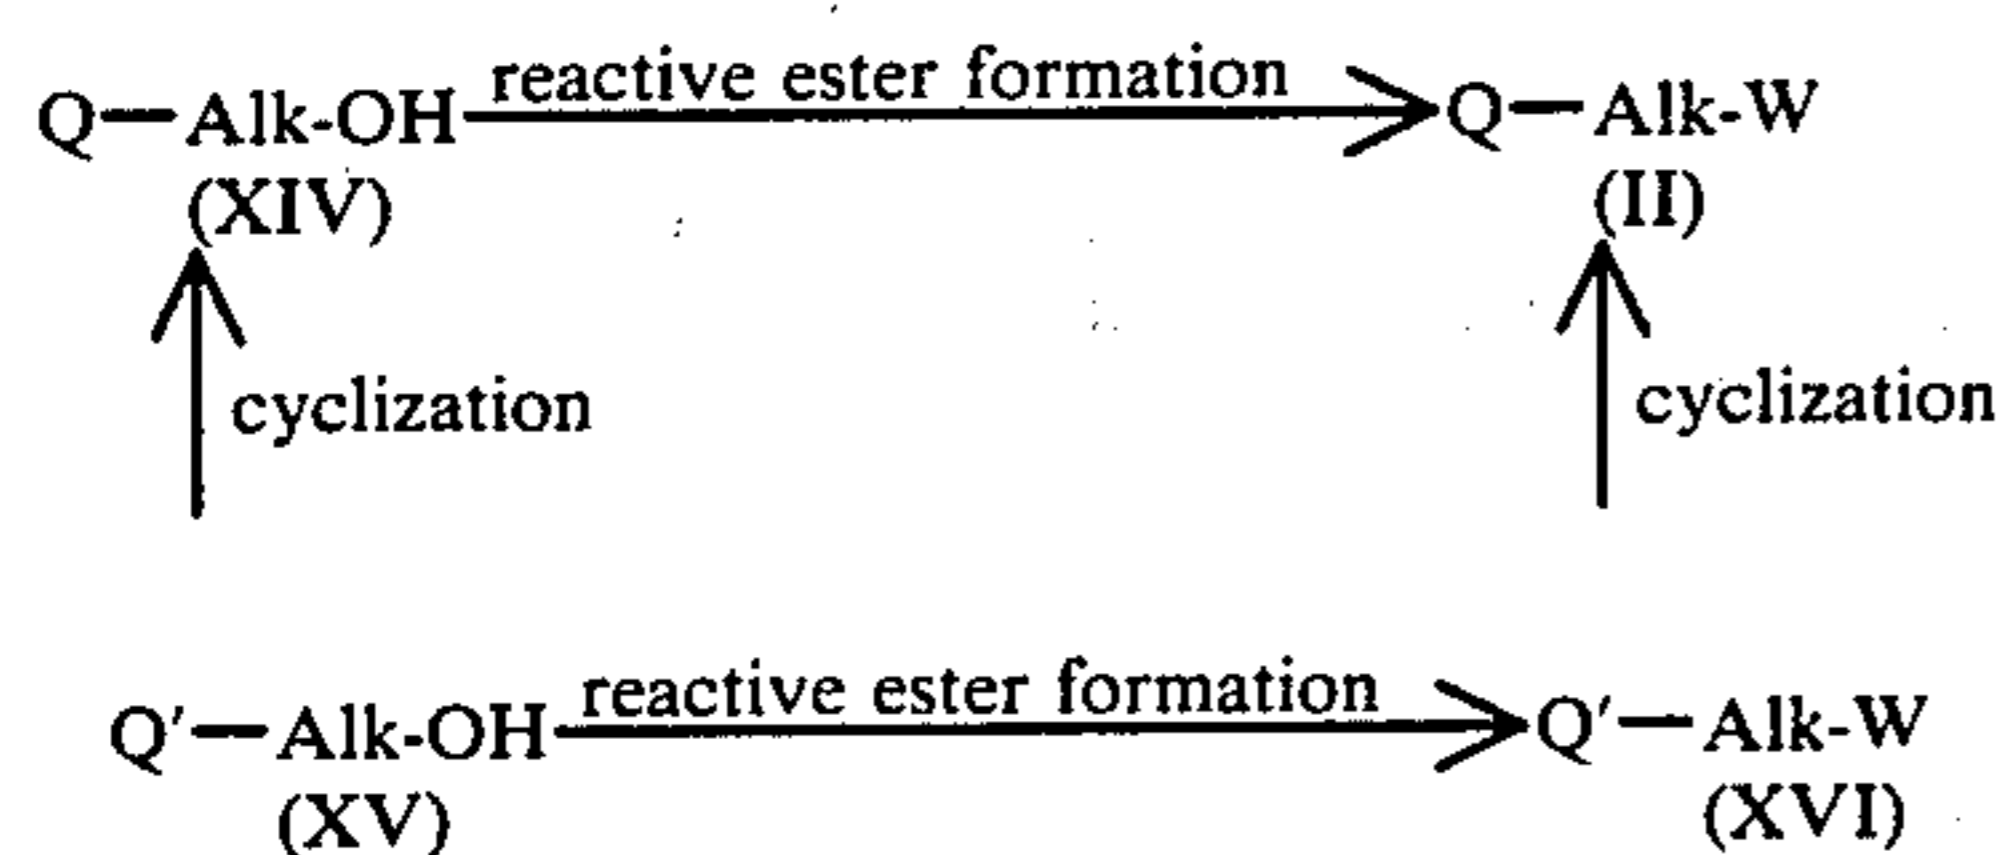 reactive ester formation
Q—Alk-OH Q—Alk-W
(XIV) (II)
cyclization cyclization
reactive ester formation
Q′—Alk-OH Q′—Alk-W
(XV) (XVI)